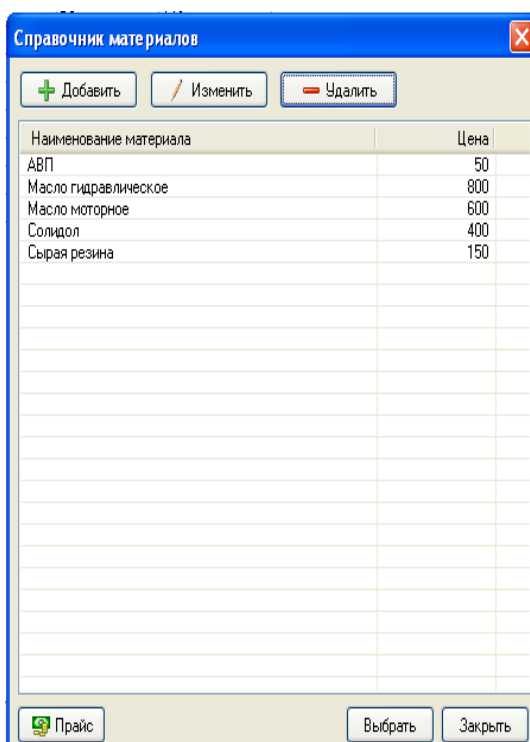 Справочник материалов
Добавить Изменить Удалить
Наименование материала Цена
АВП 50
Масло гидравлическое 800
Масло моторное 600
Солидол 400
Сырая резина 150
Прайс Выбрать Закрыть